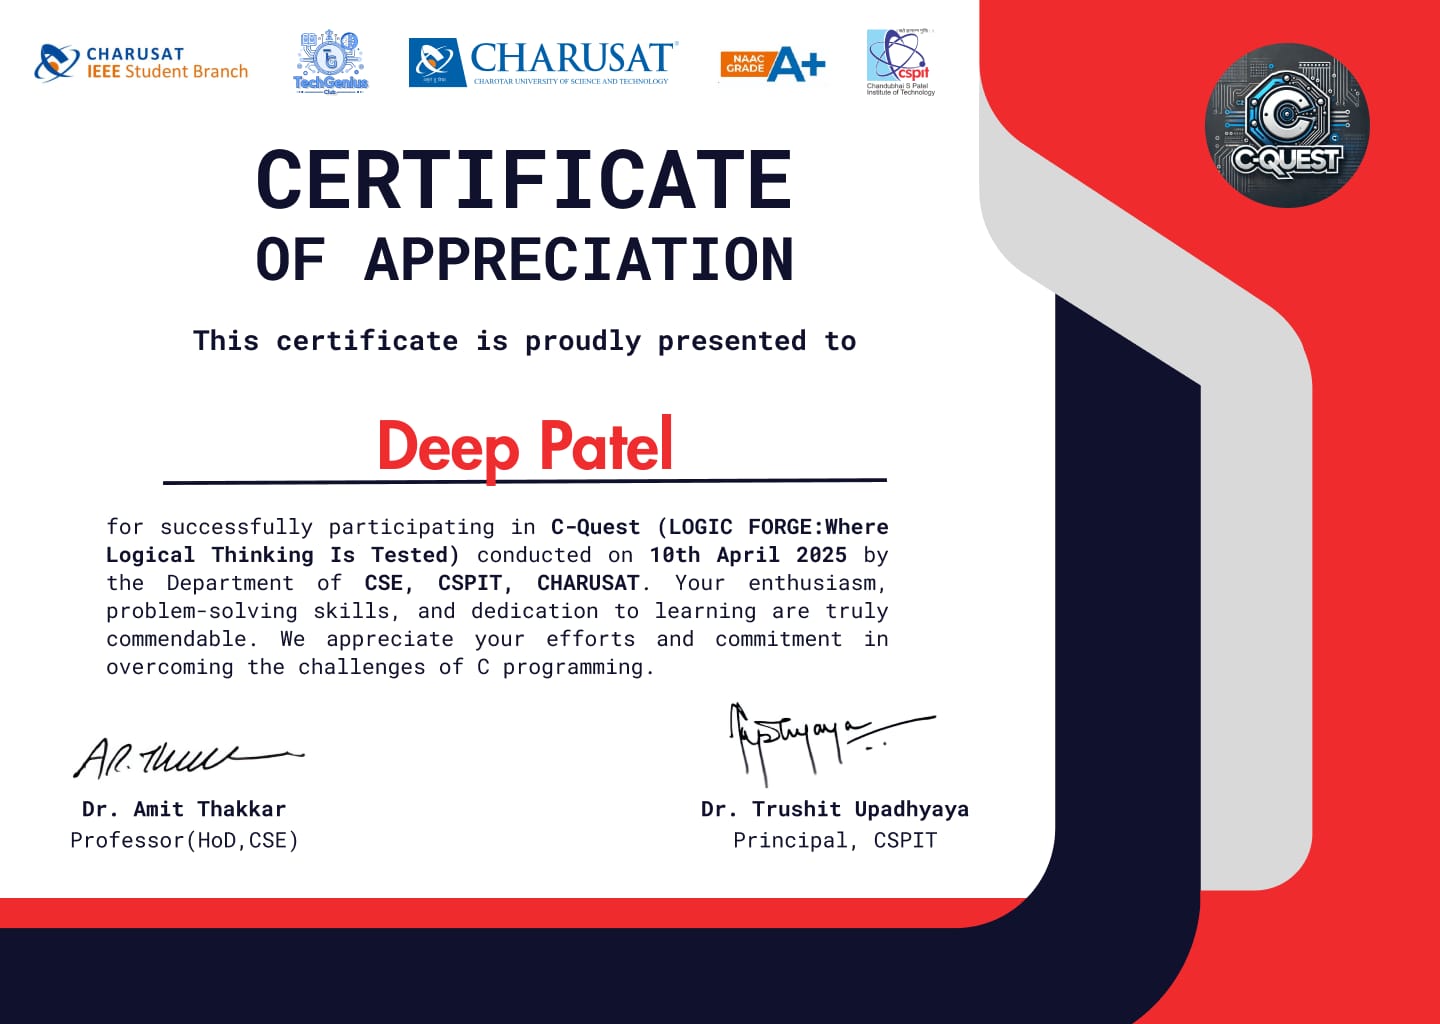 CHARUSAT
IEEE Student Branch
TechGenius
Club
CHARUSAT
CHAROTAR UNIVERSITY OF SCIENCE AND TECHNOLOGY
NAAC
GRADE
A+
cspit
Chandubhai S Patel
Institute of Technology
C
C-QUEST
CERTIFICATE
OF APPRECIATION
This certificate is proudly presented to
Deep Patel
for successfully participating in C-Quest (LOGIC FORGE:Where
Logical Thinking Is Tested) conducted on 10th April 2025 by
the Department of CSE, CSPIT, CHARUSAT. Your enthusiasm,
problem-solving skills, and dedication to learning are truly
commendable. We appreciate your efforts and commitment in
overcoming the challenges of C programming.
Dr. Amit Thakkar
Professor(HoD,CSE)
Dr. Trushit Upadhyaya
Principal, CSPIT